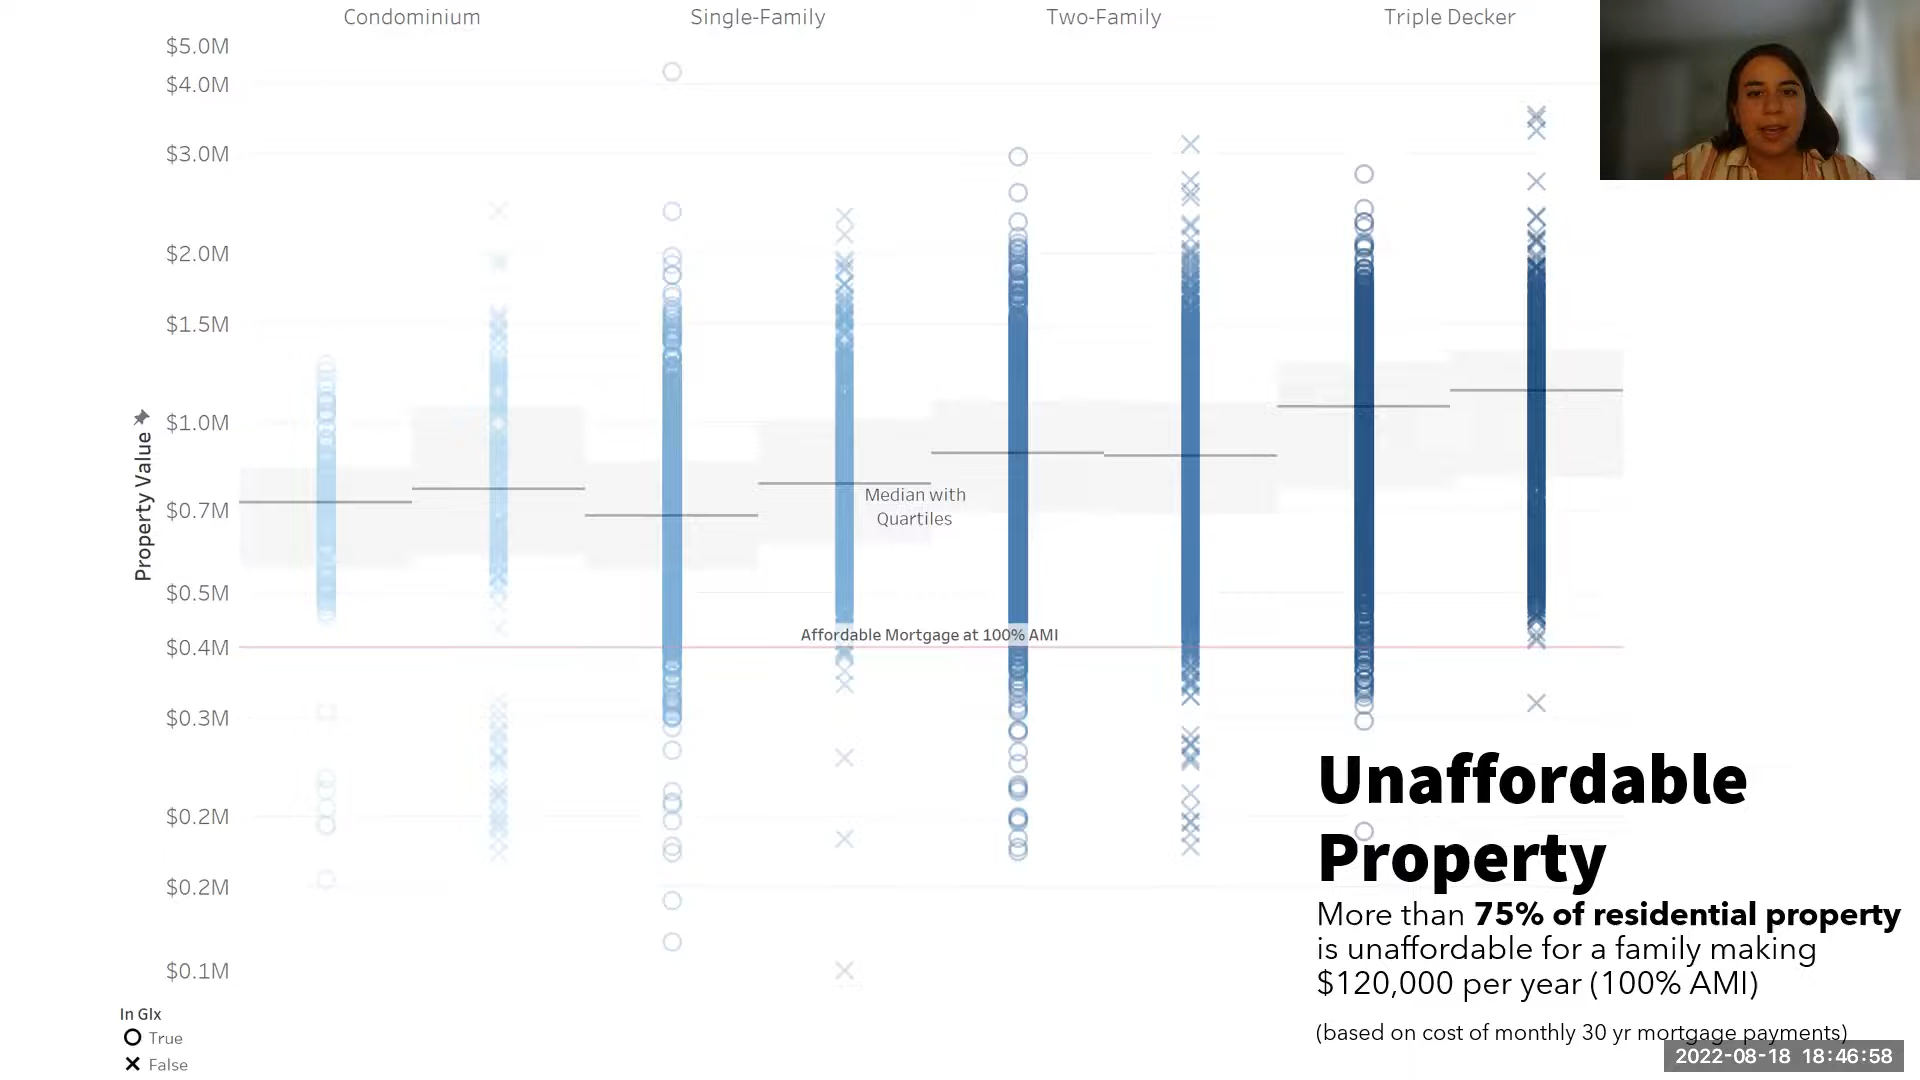 Condominium
Single-Family
Two-Family
Triple Decker
$5.0M
$4.0M
$3.0M
$2.0M
$1.5M
$1.0M
$0.7M
$0.5M
$0.4M
$0.3M
$0.2M
$0.2M
$0.1M
Property Value
Median with
Quartiles
Affordable Mortgage at 100% AMI
Unaffordable
Property
More than 75% of residential property
is unaffordable for a family making
$120,000 per year (100% AMI)
(based on cost of monthly 30 yr mortgage payments)
In Glx
True
False
2022-08-18 18:46:58